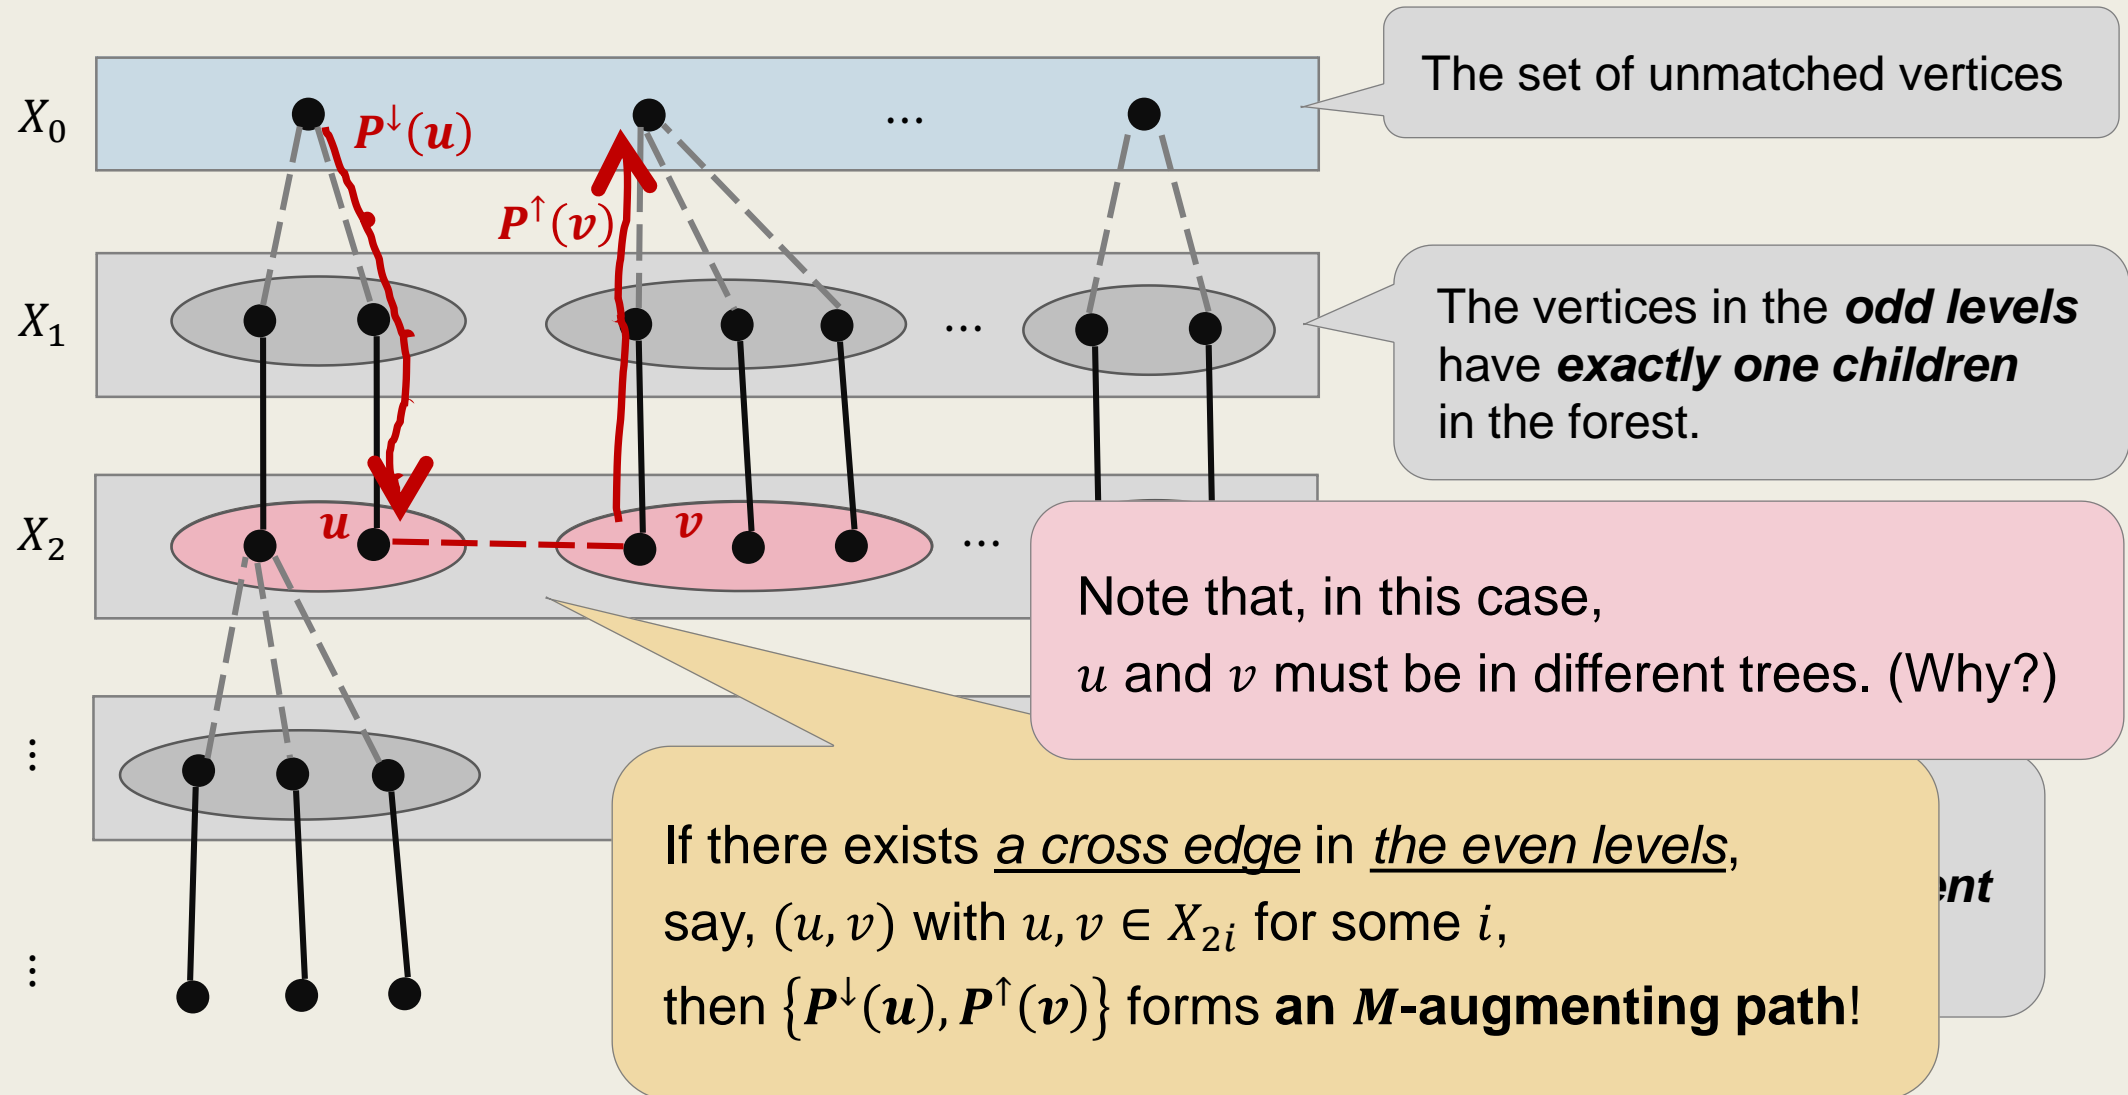 The set of unmatched vertices
X₀
P↓(u)
...
P↑(v)
X₁
...
The vertices in the odd levels
have exactly one children
in the forest.
X₂
u
v
...
Note that, in this case,
u and v must be in different trees. (Why?)
⋮
If there exists a cross edge in the even levels,
say, (u, v) with u, v ∈ X₂ᵢ for some i,
then {P↓(u), P↑(v)} forms an M-augmenting path!
⋮